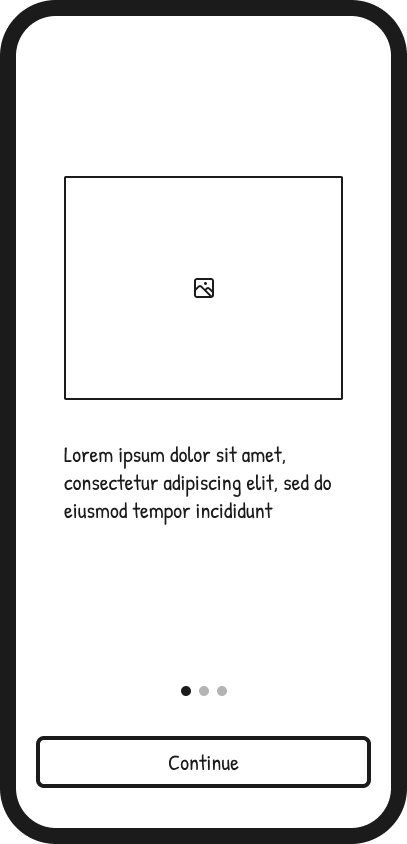 Lorem ipsum dolor sit amet,
consectetur adipiscing elit, sed do
eiusmod tempor incididunt
Continue